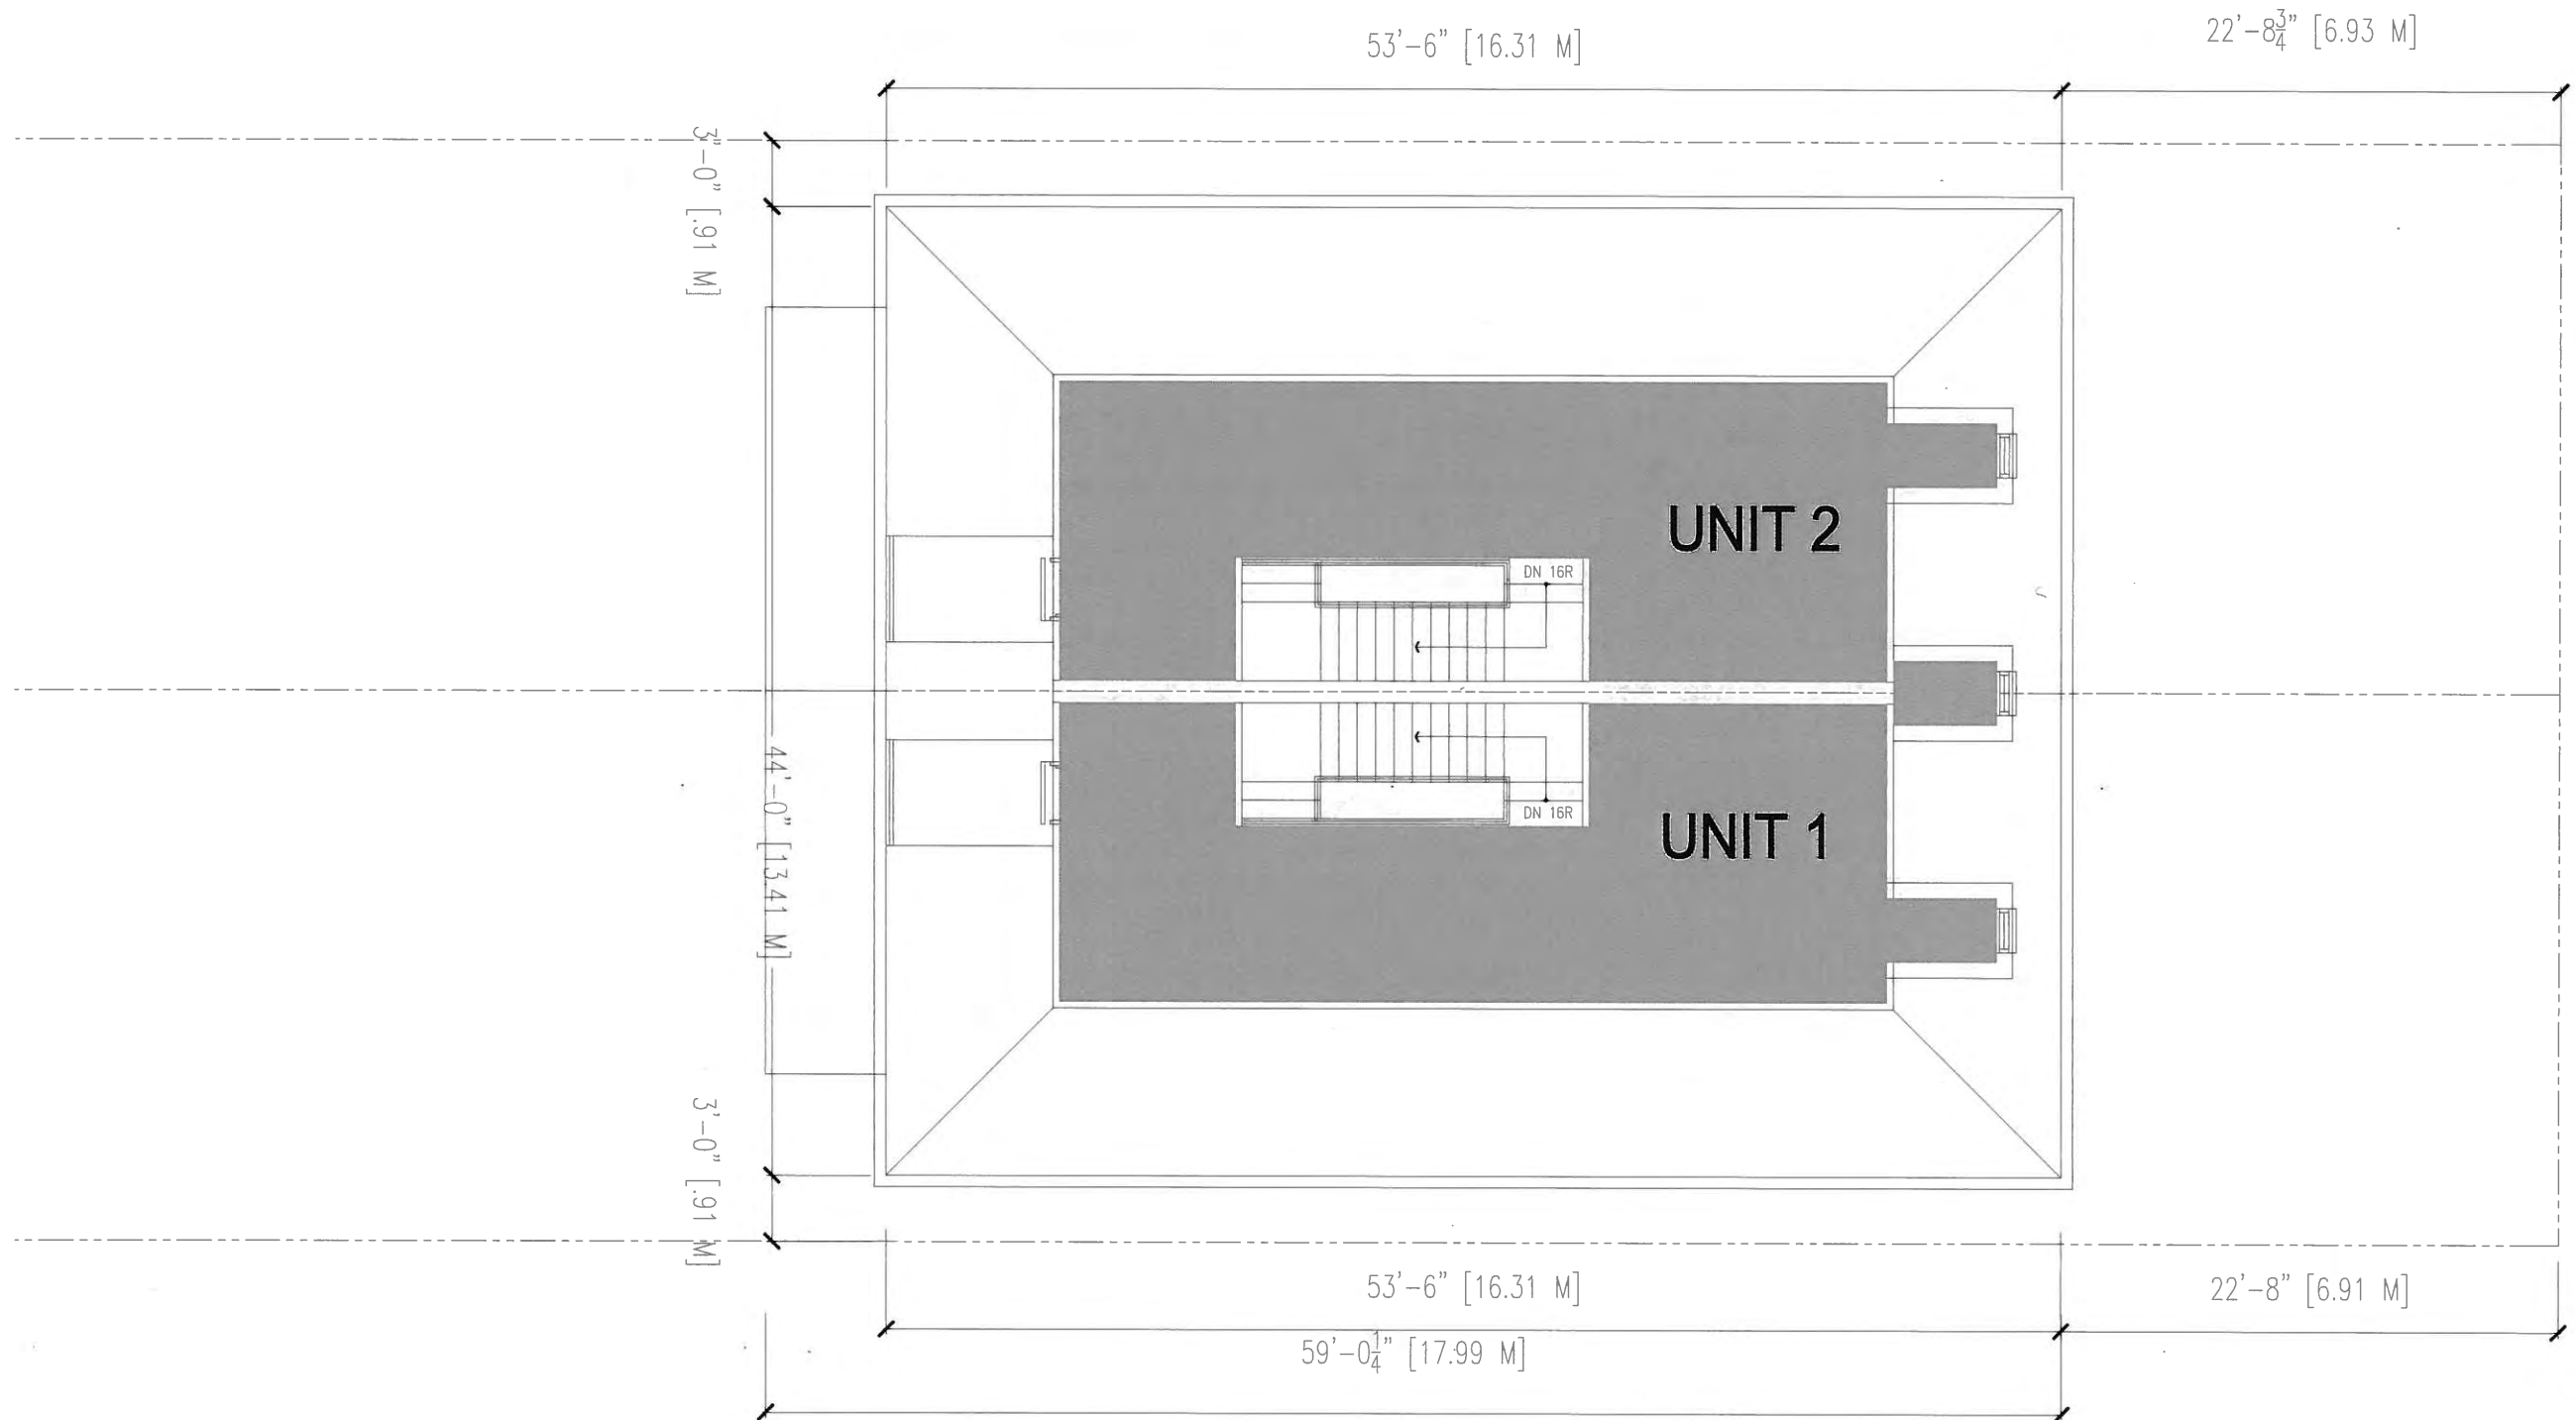 53'-6" [16.31 M]
22'-8¾" [6.93 M]
3'-0" [.91 M]
UNIT 2
DN 16R
44'-0" [13.41 M]
DN 16R
UNIT 1
3'-0" [.91 M]
53'-6" [16.31 M]
22'-8" [6.91 M]
59'-0¼" [17.99 M]